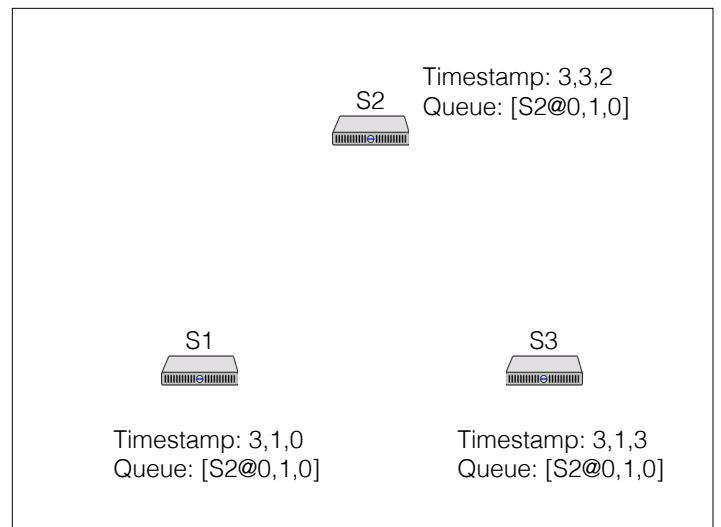 S2
Timestamp: 3,3,2
Queue: [S2@0,1,0]
S1
S3
Timestamp: 3,1,0
Queue: [S2@0,1,0]
Timestamp: 3,1,3
Queue: [S2@0,1,0]